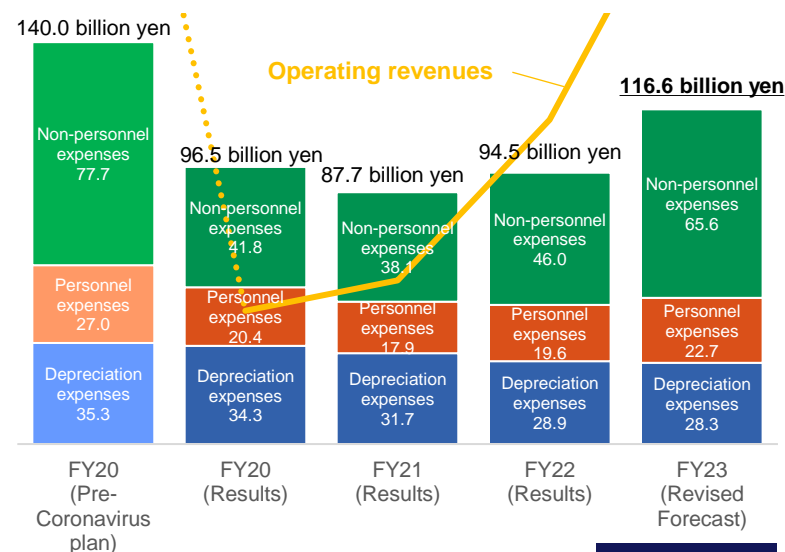 140.0 billion yen
Operating revenues
116.6 billion yen
96.5 billion yen
87.7 billion yen
94.5 billion yen
Non-personnel
expenses
77.7
Personnel
expenses
27.0
Depreciation
expenses
35.3
Non-personnel
expenses
41.8
Personnel
expenses
20.4
Depreciation
expenses
34.3
Non-personnel
expenses
38.1
Personnel
expenses
17.9
Depreciation
expenses
31.7
Non-personnel
expenses
46.0
Personnel
expenses
19.6
Depreciation
expenses
28.9
Non-personnel
expenses
65.6
Personnel
expenses
22.7
Depreciation
expenses
28.3
FY20
(Pre-
Coronavirus
plan)
FY20
(Results)
FY21
(Results)
FY22
(Results)
FY23
(Revised
Forecast)